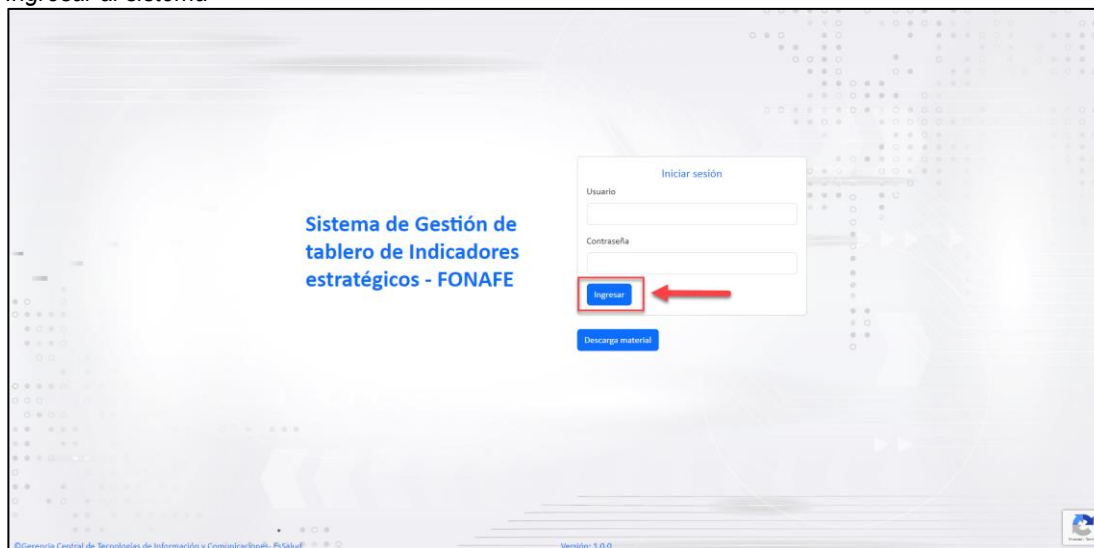 Ingresar al sistema
Iniciar sesión
Usuario
Sistema de Gestión de
tablero de Indicadores
estratégicos - FONAFE
Contraseña
Ingresar
Descarga material
©Gerencia Central de Tecnologías de Información y Comunicaciones- EsSalud
Versión: 1.0.0